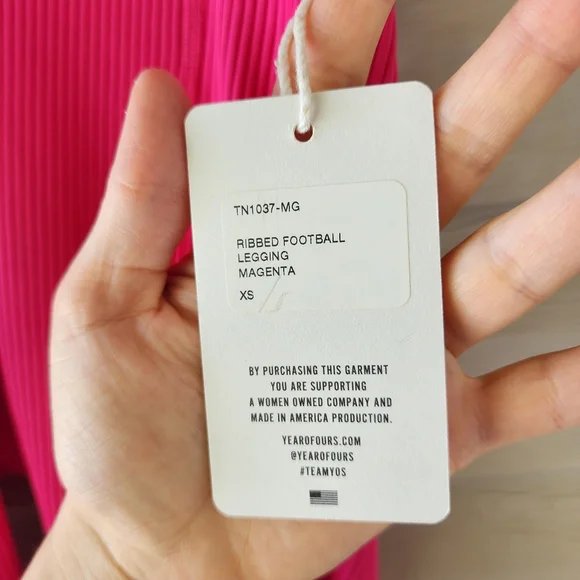 TN1037-MG
RIBBED FOOTBALL
LEGGING
MAGENTA
XS
BY PURCHASING THIS GARMENT
YOU ARE SUPPORTING
A WOMEN OWNED COMPANY AND
MADE IN AMERICA PRODUCTION.
YEAROFOURS.COM
@YEAROFOURS
#TEAMYOS